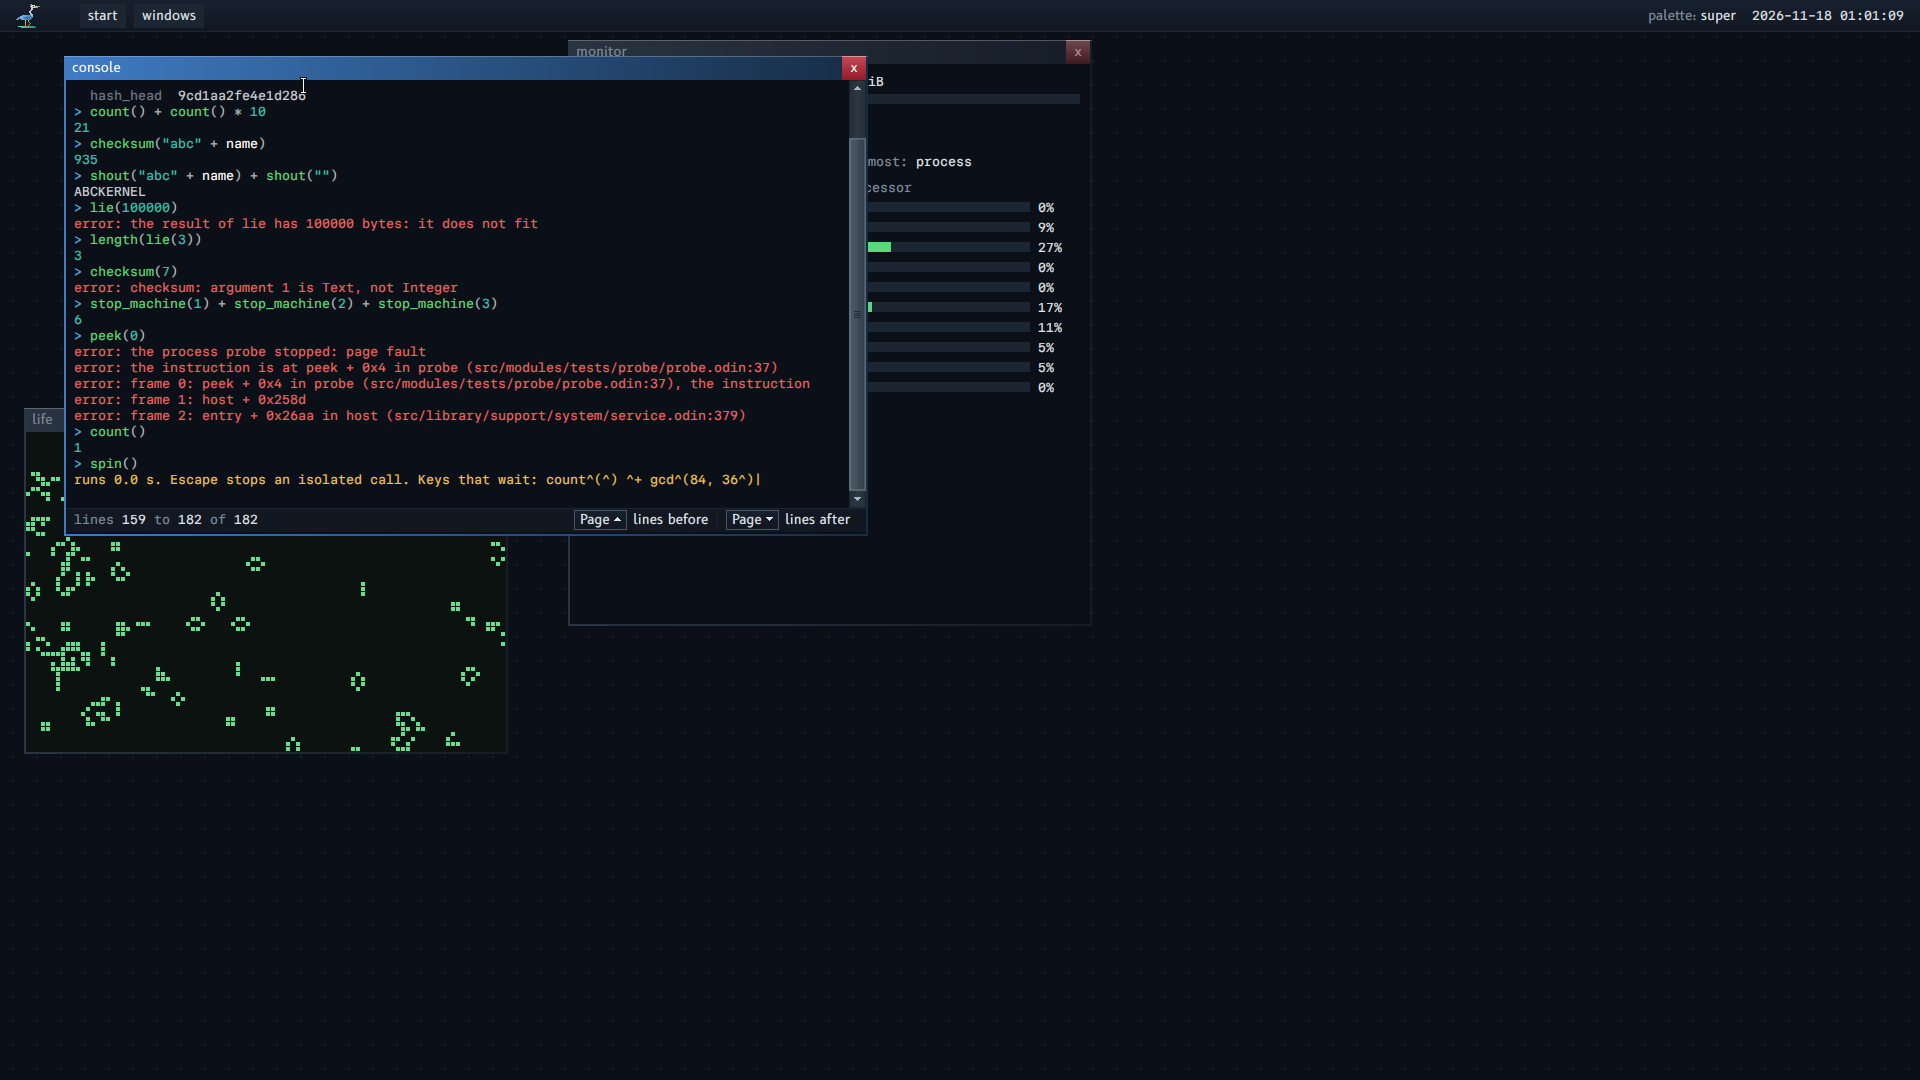 start windows palette: super 2026-11-18 01:01:09
monitor x
console x
iB
hash_head 9cd1aa2fe4e1d286
> count() + count() * 10
21
> checksum("abc" + name)
935
> shout("abc" + name) + shout("")
ABCKERNEL
> lie(100000)
error: the result of lie has 100000 bytes: it does not fit
> length(lie(3))
3
> checksum(7)
error: checksum: argument 1 is Text, not Integer
> stop_machine(1) + stop_machine(2) + stop_machine(3)
6
> peek(0)
error: the process probe stopped: page fault
error: the instruction is at peek + 0x4 in probe (src/modules/tests/probe/probe.odin:37)
error: frame 0: peek + 0x4 in probe (src/modules/tests/probe/probe.odin:37), the instruction
error: frame 1: host + 0x258d
error: frame 2: entry + 0x26aa in host (src/library/support/system/service.odin:379)
> count()
1
> spin()
runs 0.0 s. Escape stops an isolated call. Keys that wait: count^(^) ^+ gcd^(84, 36^)|
lines 159 to 182 of 182 Page lines before Page lines after
most: process
cessor
0%
9%
27%
0%
0%
17%
11%
5%
5%
0%
life